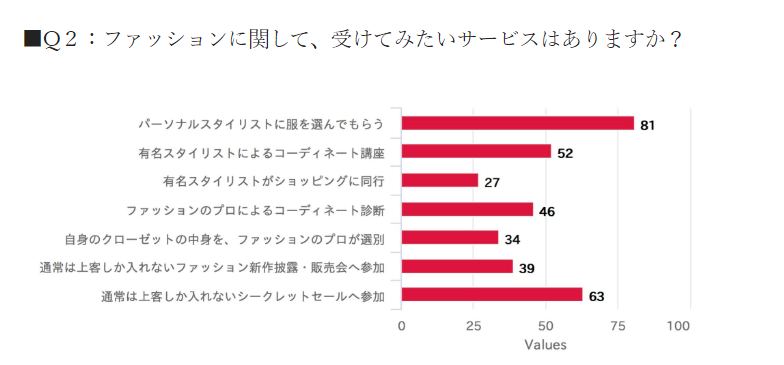 ■Q２：ファッションに関して、受けてみたいサービスはありますか？
パーソナルスタイリストに服を選んでもらう 81
有名スタイリストによるコーディネート講座 52
有名スタイリストがショッピングに同行 27
ファッションのプロによるコーディネート診断 46
自身のクローゼットの中身を、ファッションのプロが選別 34
通常は上客しか入れないファッション新作披露・販売会へ参加 39
通常は上客しか入れないシークレットセールへ参加 63
0 25 50 75 100
Values